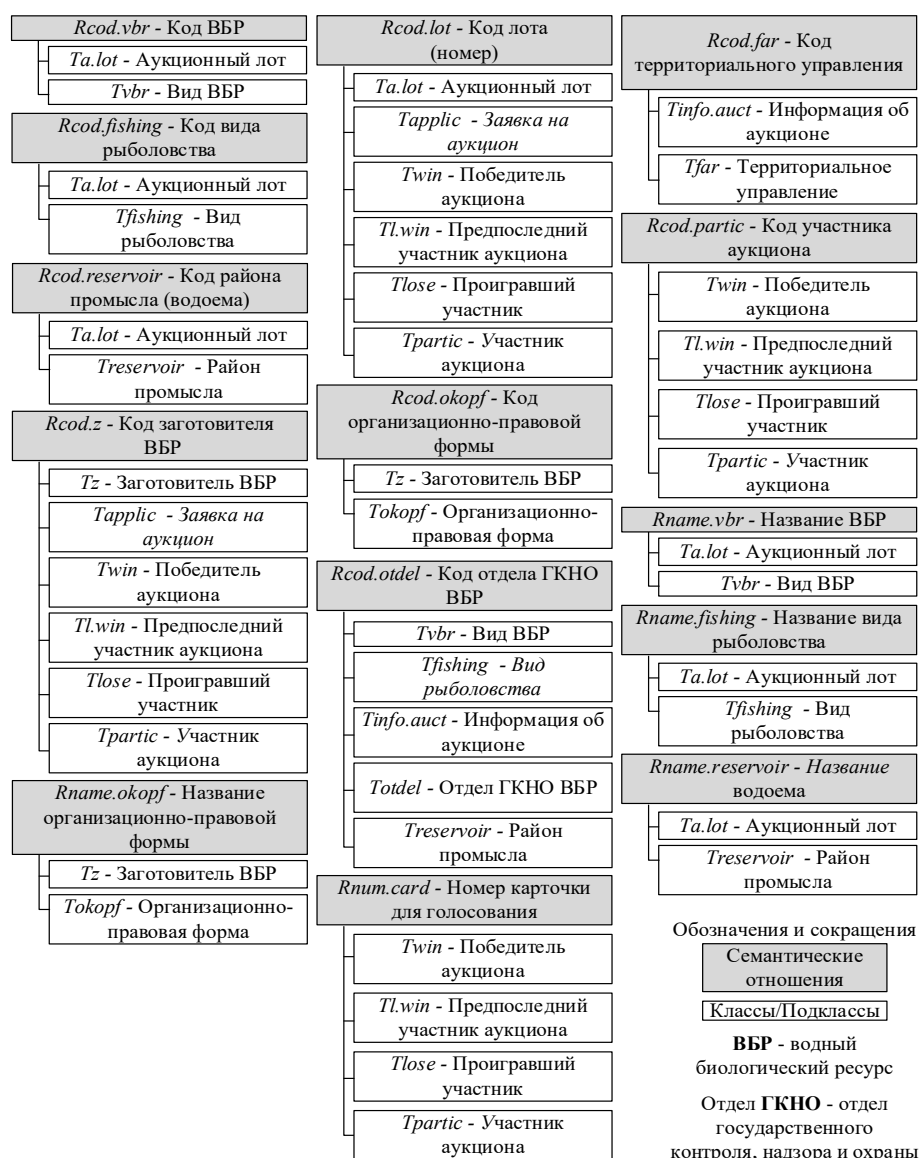 Rcod.vbr - Код ВБР
Ta.lot - Аукционный лот
Tvbr - Вид ВБР
Rcod.fishing - Код вида
рыболовства
Ta.lot - Аукционный лот
Tfishing - Вид
рыболовства
Rcod.reservoir - Код района
промысла (водоема)
Ta.lot - Аукционный лот
Treservoir - Район
промысла
Rcod.z - Код заготовителя
ВБР
Tz - Заготовитель ВБР
Tapplic - Заявка на
аукцион
Twin - Победитель
аукциона
Tl.win - Предпоследний
участник аукциона
Tlose - Проигравший
участник
Tpartic - Участник
аукциона
Rname.okopf - Название
организационно-правовой
формы
Tz - Заготовитель ВБР
Tokopf - Организационно-
правовая форма
Rcod.lot - Код лота
(номер)
Ta.lot - Аукционный лот
Tapplic - Заявка на
аукцион
Twin - Победитель
аукциона
Tl.win - Предпоследний
участник аукциона
Tlose - Проигравший
участник
Tpartic - Участник
аукциона
Rcod.okopf - Код
организационно-правовой
формы
Tz - Заготовитель ВБР
Tokopf - Организационно-
правовая форма
Rcod.otdel - Код отдела ГКНО
ВБР
Tvbr - Вид ВБР
Tfishing - Вид
рыболовства
Tinfo.auct - Информация об
аукционе
Totdel - Отдел ГКНО ВБР
Treservoir - Район
промысла
Rnum.card - Номер карточки
для голосования
Twin - Победитель
аукциона
Tl.win - Предпоследний
участник аукциона
Tlose - Проигравший
участник
Tpartic - Участник
аукциона
Rcod.far - Код
территориального управления
Tinfo.auct - Информация об
аукционе
Tfar - Территориальное
управление
Rcod.partic - Код участника
аукциона
Twin - Победитель
аукциона
Tl.win - Предпоследний
участник аукциона
Tlose - Проигравший
участник
Tpartic - Участник
аукциона
Rname.vbr - Название ВБР
Ta.lot - Аукционный лот
Tvbr - Вид ВБР
Rname.fishing - Название вида
рыболовства
Ta.lot - Аукционный лот
Tfishing - Вид
рыболовства
Rname.reservoir - Название
водоема
Ta.lot - Аукционный лот
Treservoir - Район
промысла
Обозначения и сокращения
Семантические
отношения
Классы/Подклассы
ВБР - водный
биологический ресурс
Отдел ГКНО - отдел
государственного
контроля, надзора и охраны